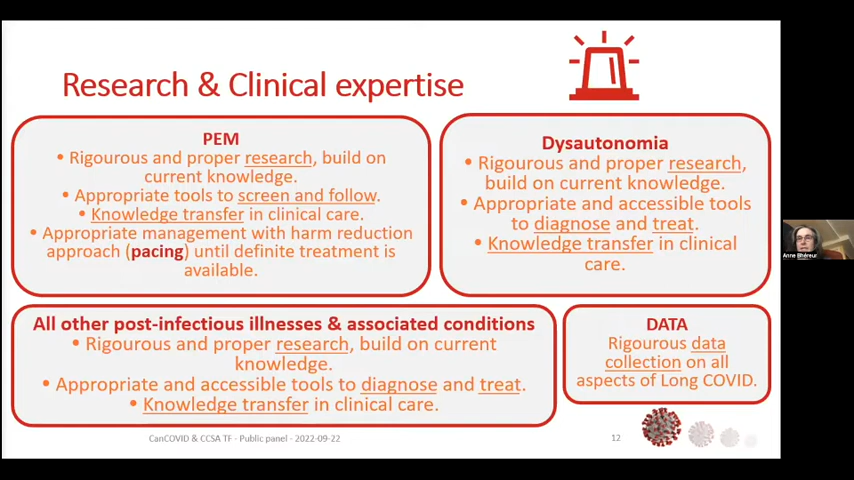 Research & Clinical expertise
PEM
• Rigourous and proper research, build on
current knowledge.
• Appropriate tools to screen and follow.
• Knowledge transfer in clinical care.
• Appropriate management with harm reduction
approach (pacing) until definite treatment is
available.
Dysautonomia
• Rigourous and proper research,
build on current knowledge.
• Appropriate and accessible tools
to diagnose and treat.
• Knowledge transfer in clinical
care.
All other post-infectious illnesses & associated conditions
• Rigourous and proper research, build on current
knowledge.
• Appropriate and accessible tools to diagnose and treat.
• Knowledge transfer in clinical care.
DATA
Rigourous data
collection on all
aspects of Long COVID.
CanCOVID & CCSA TF - Public panel - 2022-09-22
12
Anne Bhéreur